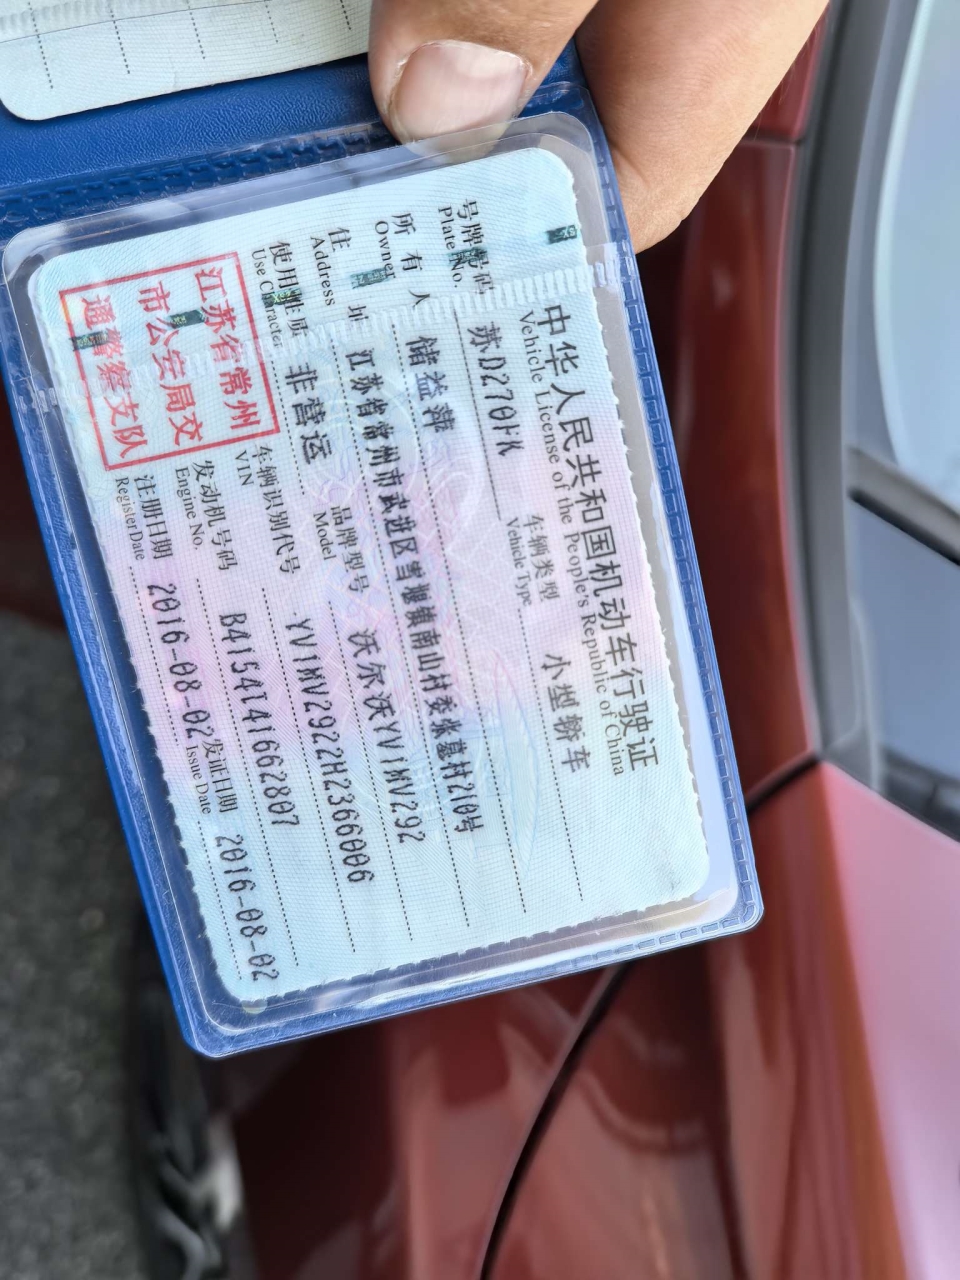 中华人民共和国机动车行驶证
Vehicle License of the People's Republic of China
号牌号码 苏D270FK 车辆类型 小型轿车
Plate No. Vehicle Type
所有人 储益萍
Owner
住址 江苏省常州市武进区雪堰镇南山村委张墓村210号
Address
使用性质 非营运 品牌型号 沃尔沃YV1MV292
Use Character Model
江苏省常州
市公安局交
通警察支队
车辆识别代号 YV1MV2922H2366006
VIN
发动机号码 B4154T41662807
Engine No.
注册日期 2016-08-02 发证日期 2016-08-02
Register Date Issue Date